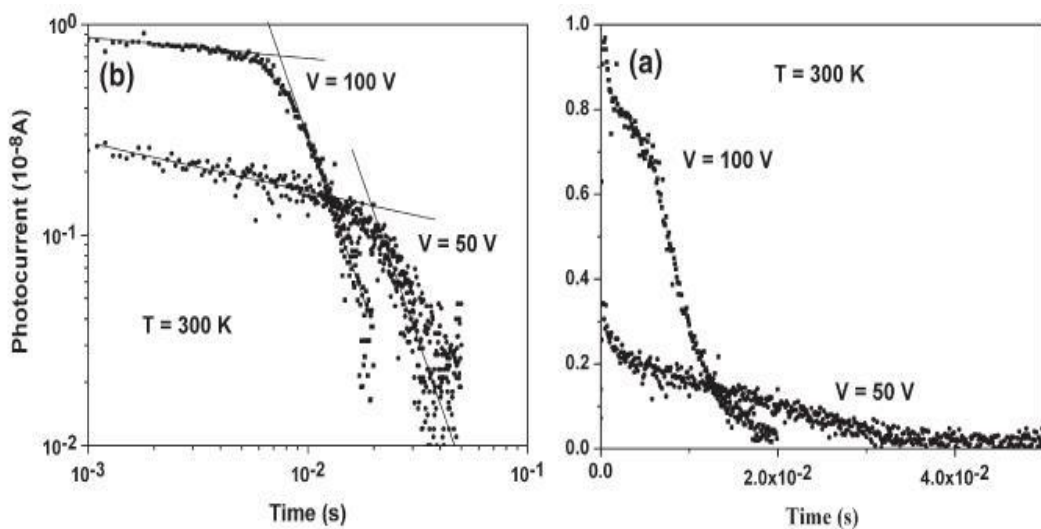 10⁰
10⁻¹
10⁻²
Photocurrent (10⁻⁸A)
(b)
V = 100 V
V = 50 V
T = 300 K
10⁻³
10⁻²
10⁻¹
Time (s)
1.0
0.8
0.6
0.4
0.2
0.0
(a)
T = 300 K
V = 100 V
V = 50 V
0.0
2.0x10⁻²
4.0x10⁻²
Time (s)